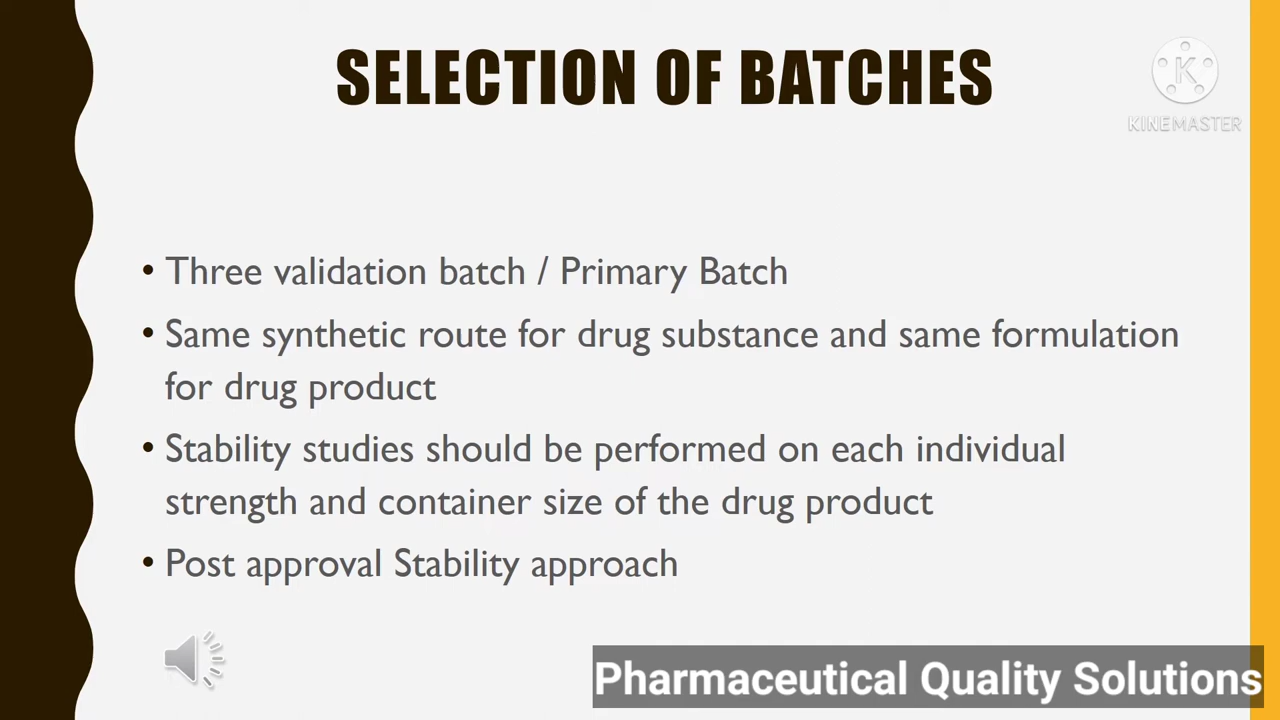 SELECTION OF BATCHES
K
KINEMASTER
• Three validation batch / Primary Batch
• Same synthetic route for drug substance and same formulation
for drug product
• Stability studies should be performed on each individual
strength and container size of the drug product
• Post approval Stability approach
Pharmaceutical Quality Solutions